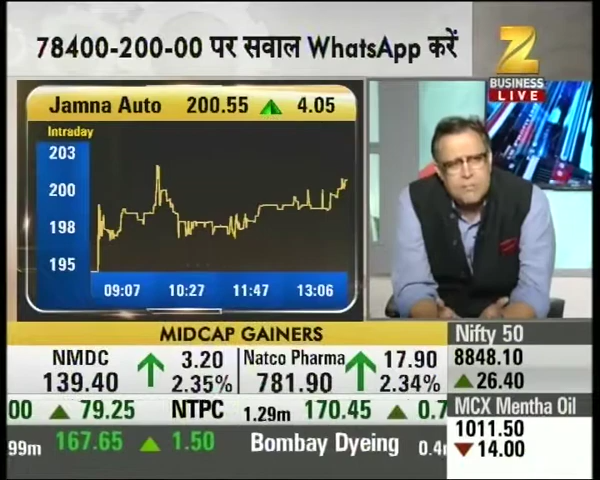 78400-200-00 पर सवाल WhatsApp करें
Z
BUSINESS
LIVE
Jamna Auto 200.55 4.05
Intraday
203
200
198
195
09:07 10:27 11:47 13:06
MIDCAP GAINERS
NMDC 3.20 Natco Pharma 17.90
139.40 2.35% 781.90 2.34%
Nifty 50
8848.10
26.40
00 79.25 NTPC 1.29m 170.45 0.7
MCX Mentha Oil
1011.50
14.00
99m 167.65 1.50 Bombay Dyeing 0.4